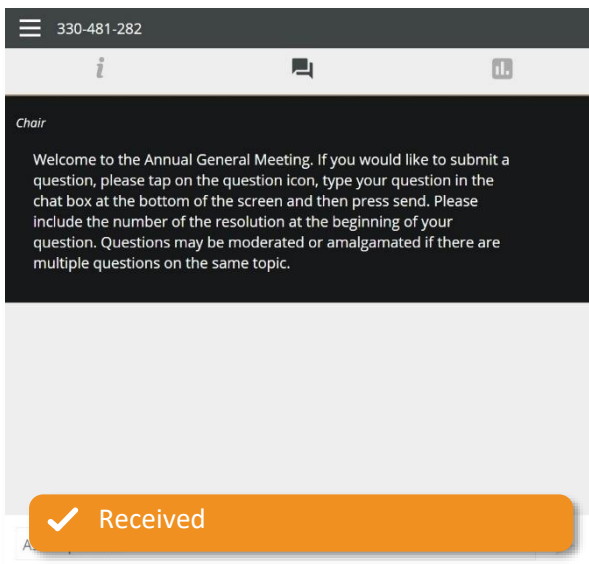 330-481-282
i
Chair
Welcome to the Annual General Meeting. If you would like to submit a
question, please tap on the question icon, type your question in the
chat box at the bottom of the screen and then press send. Please
include the number of the resolution at the beginning of your
question. Questions may be moderated or amalgamated if there are
multiple questions on the same topic.
Received